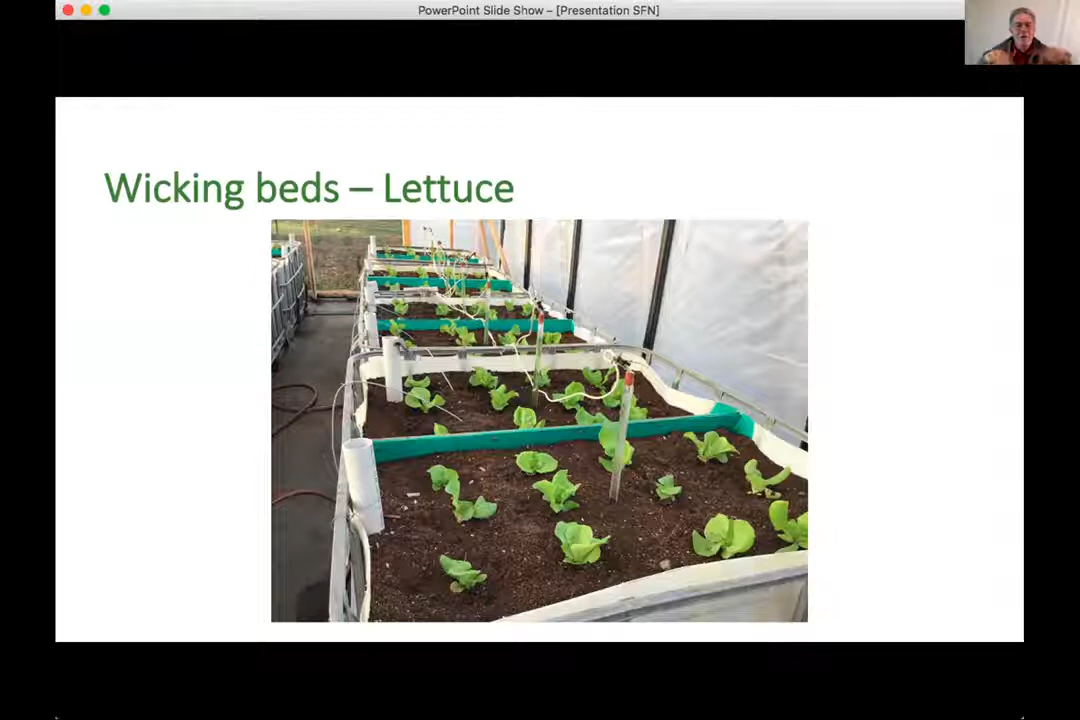 PowerPoint Slide Show – [Presentation SFN]
Wicking beds – Lettuce